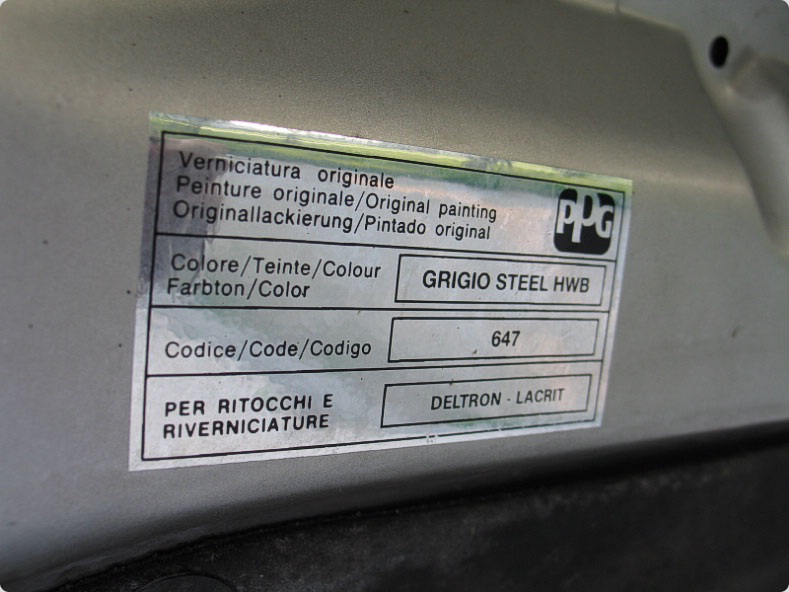 Verniciatura originale
Peinture originale/Original painting
Originallackierung/Pintado original
PPG
Colore/Teinte/Colour
Farbton/Color
GRIGIO STEEL HWB
Codice/Code/Codigo
647
PER RITOCCHI E
RIVERNICIATURE
DELTRON - LACRIT